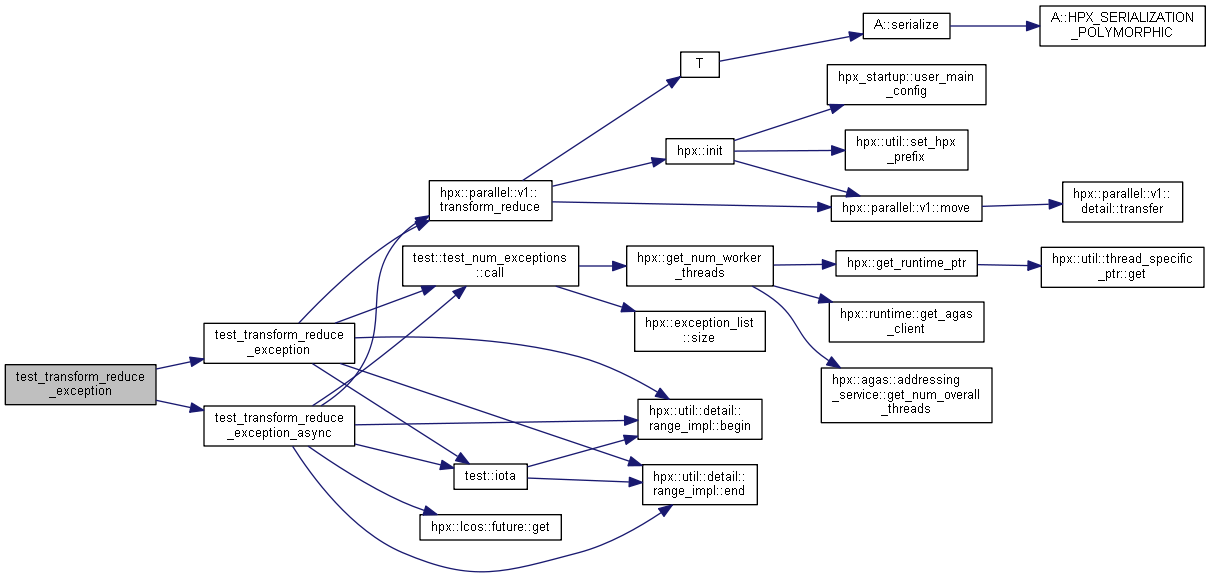 test_transform_reduce
_exception
test_transform_reduce
_exception
test_transform_reduce
_exception_async
hpx::parallel::v1::
transform_reduce
test::test_num_exceptions
::call
test::iota
hpx::lcos::future::get
T
hpx::init
hpx::get_num_worker
_threads
hpx::exception_list
::size
hpx::util::detail::
range_impl::begin
hpx::util::detail::
range_impl::end
A::serialize
hpx_startup::user_main
_config
hpx::util::set_hpx
_prefix
hpx::parallel::v1::move
hpx::get_runtime_ptr
hpx::runtime::get_agas
_client
hpx::agas::addressing
_service::get_num_overall
_threads
A::HPX_SERIALIZATION
_POLYMORPHIC
hpx::parallel::v1::
detail::transfer
hpx::util::thread_specific
_ptr::get